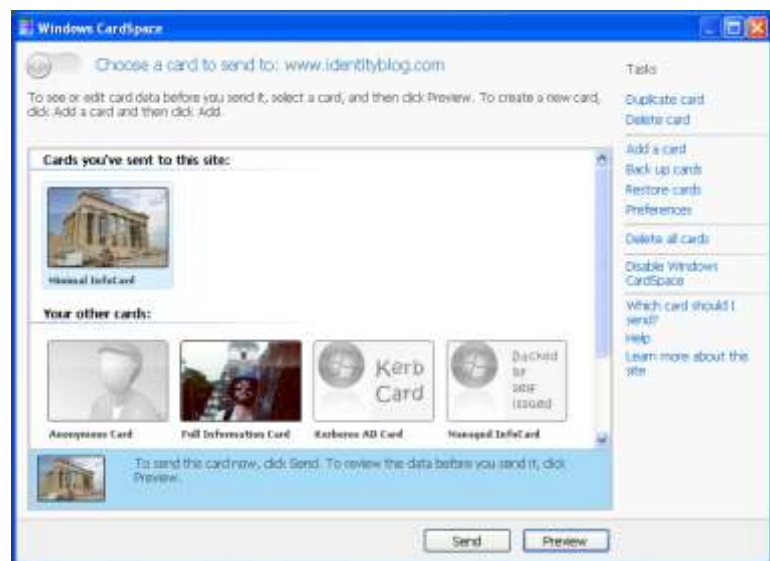 Windows CardSpace
Choose a card to send to: www.identityblog.com
To see or edit card data before you send it, select a card, and then click Preview. To create a new card,
click Add a card and then click Add.
Cards you've sent to this site:
Minimal InfoCard
Your other cards:
Kerb
Card
Backed
by
self
issued
Anonymous Card
Full Information Card
Kerberos AD Card
Managed InfoCard
To send this card now, click Send. To review the data before you send it, click
Preview.
Send
Preview
Tasks
Duplicate card
Delete card
Add a card
Back up cards
Restore cards
Preferences
Delete all cards
Disable Windows
CardSpace
Which card should I
send?
Help
Learn more about this
site